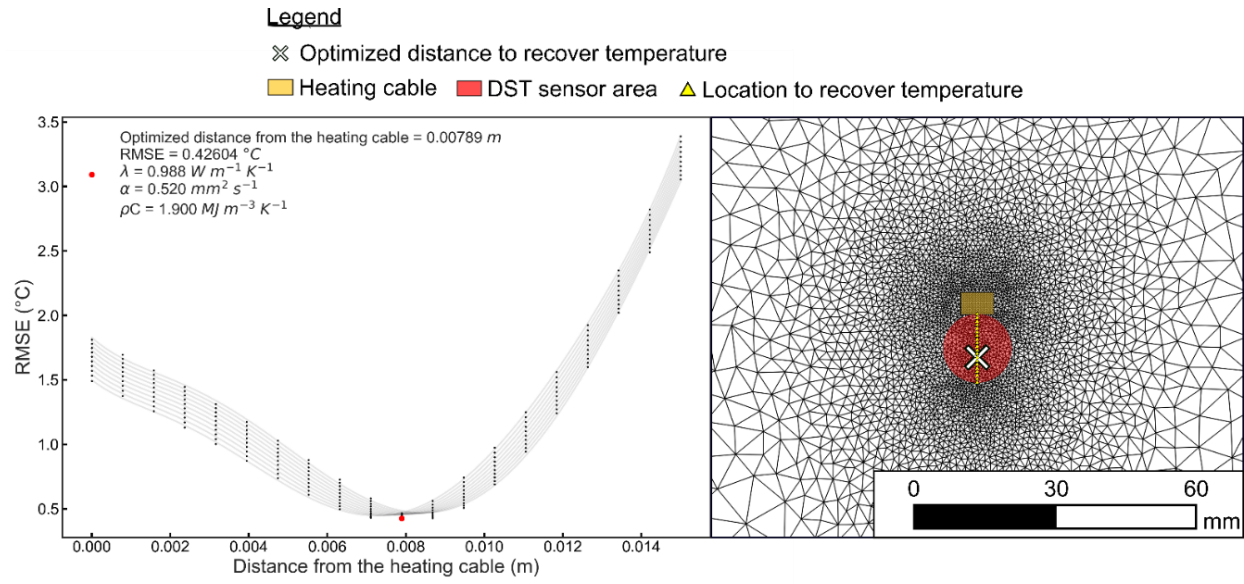 Legend
Optimized distance to recover temperature
Heating cable DST sensor area Location to recover temperature
3.5
3.0
2.5
2.0
1.5
1.0
0.5
RMSE (°C)
Optimized distance from the heating cable = 0.00789 m
RMSE = 0.42604 °C
λ = 0.988 W m⁻¹ K⁻¹
α = 0.520 mm² s⁻¹
ρC = 1.900 MJ m⁻³ K⁻¹
0.000 0.002 0.004 0.006 0.008 0.010 0.012 0.014
Distance from the heating cable (m)
0 30 60
mm